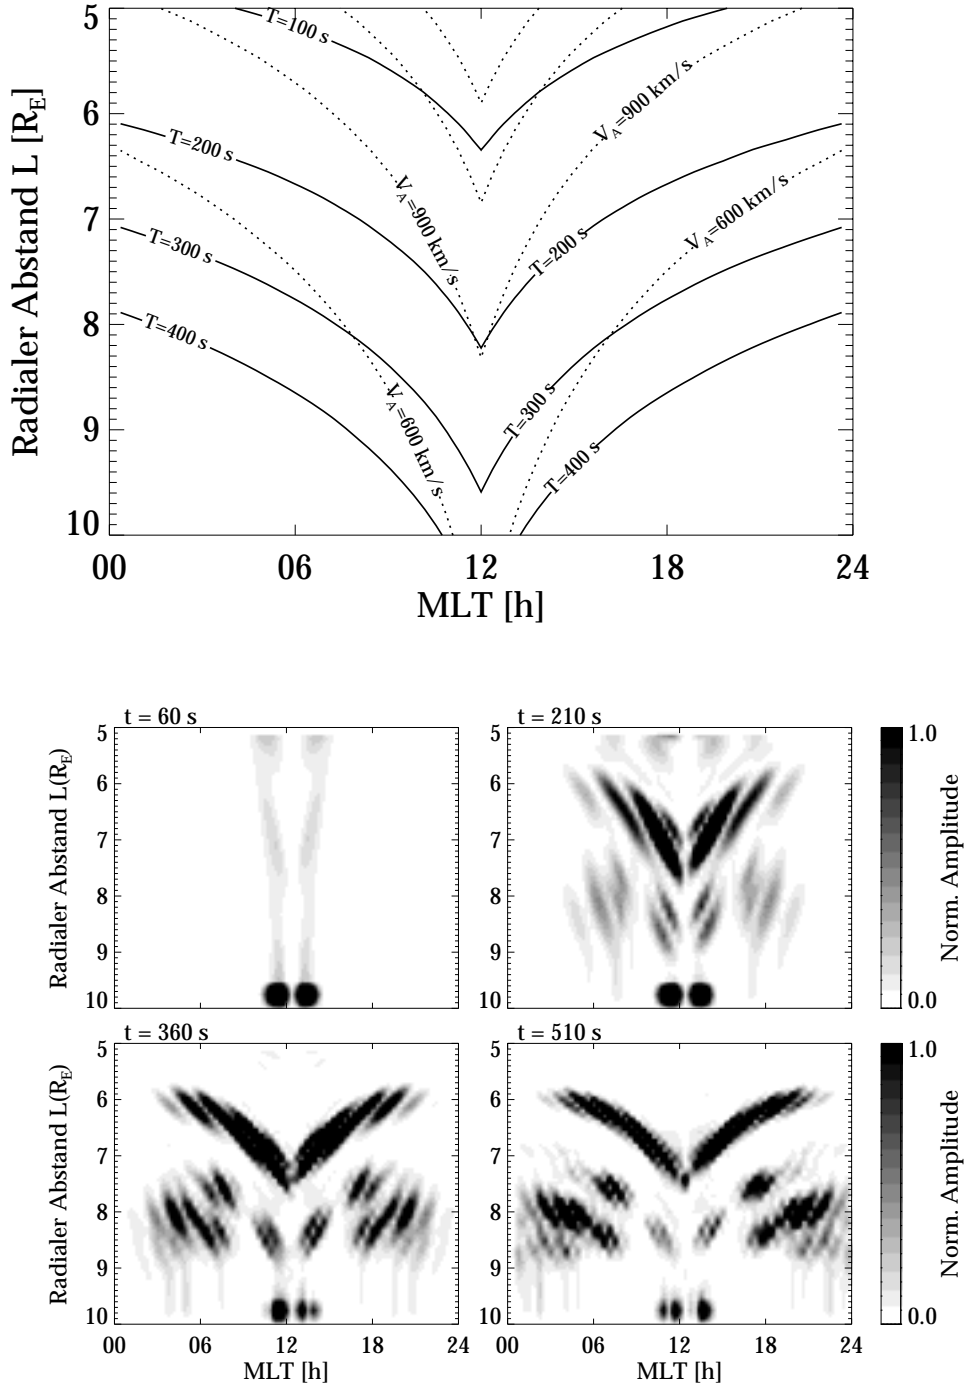 5
6
7
8
9
10
Radialer Abstand L [R_E]
T=100 s
T=200 s
T=300 s
T=400 s
V_A=900 km/s
V_A=600 km/s
V_A=900 km/s
V_A=600 km/s
T=200 s
T=300 s
T=400 s
00 06 12 18 24
MLT [h]
t = 60 s
5
6
7
8
9
10
Radialer Abstand L(R_E)
t = 210 s
5
6
7
8
9
10
1.0
0.0
Norm. Amplitude
t = 360 s
5
6
7
8
9
10
Radialer Abstand L(R_E)
00 06 12 18 24
MLT [h]
t = 510 s
5
6
7
8
9
10
00 06 12 18 24
MLT [h]
1.0
0.0
Norm. Amplitude